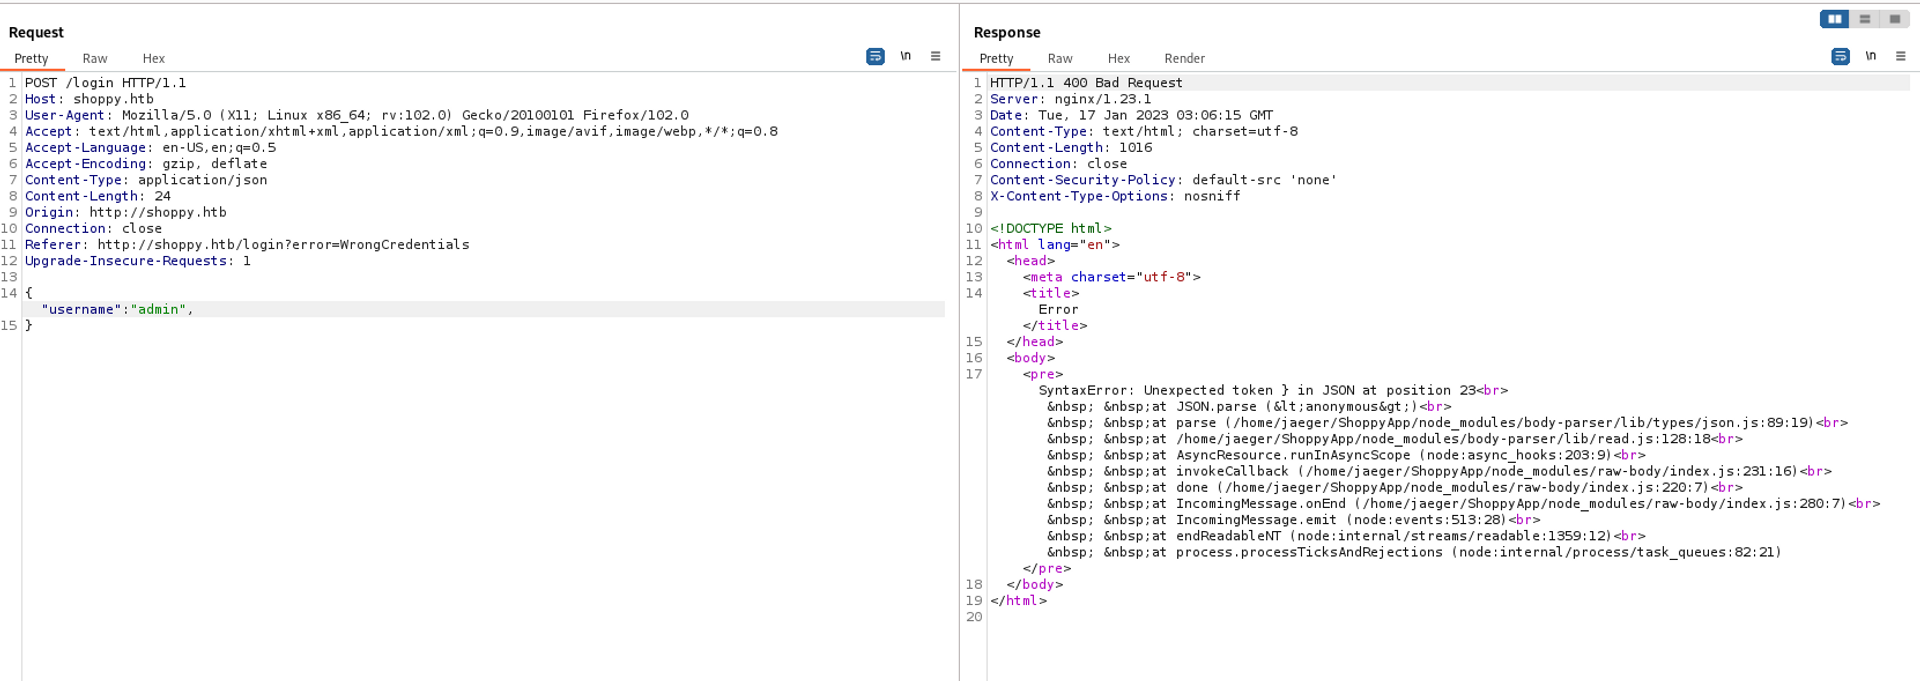 Request
Pretty Raw Hex \n
1 POST /login HTTP/1.1
2 Host: shoppy.htb
3 User-Agent: Mozilla/5.0 (X11; Linux x86_64; rv:102.0) Gecko/20100101 Firefox/102.0
4 Accept: text/html,application/xhtml+xml,application/xml;q=0.9,image/avif,image/webp,*/*;q=0.8
5 Accept-Language: en-US,en;q=0.5
6 Accept-Encoding: gzip, deflate
7 Content-Type: application/json
8 Content-Length: 24
9 Origin: http://shoppy.htb
10 Connection: close
11 Referer: http://shoppy.htb/login?error=WrongCredentials
12 Upgrade-Insecure-Requests: 1
13
14 {
"username":"admin",
15 }
Response
Pretty Raw Hex Render \n
1 HTTP/1.1 400 Bad Request
2 Server: nginx/1.23.1
3 Date: Tue, 17 Jan 2023 03:06:15 GMT
4 Content-Type: text/html; charset=utf-8
5 Content-Length: 1016
6 Connection: close
7 Content-Security-Policy: default-src 'none'
8 X-Content-Type-Options: nosniff
9
10 <!DOCTYPE html>
11 <html lang="en">
12 <head>
13 <meta charset="utf-8">
14 <title>
Error
</title>
15 </head>
16 <body>
17 <pre>
SyntaxError: Unexpected token } in JSON at position 23<br>
&nbsp; &nbsp;at JSON.parse (&lt;anonymous&gt;)<br>
&nbsp; &nbsp;at parse (/home/jaeger/ShoppyApp/node_modules/body-parser/lib/types/json.js:89:19)<br>
&nbsp; &nbsp;at /home/jaeger/ShoppyApp/node_modules/body-parser/lib/read.js:128:18<br>
&nbsp; &nbsp;at AsyncResource.runInAsyncScope (node:async_hooks:203:9)<br>
&nbsp; &nbsp;at invokeCallback (/home/jaeger/ShoppyApp/node_modules/raw-body/index.js:231:16)<br>
&nbsp; &nbsp;at done (/home/jaeger/ShoppyApp/node_modules/raw-body/index.js:220:7)<br>
&nbsp; &nbsp;at IncomingMessage.onEnd (/home/jaeger/ShoppyApp/node_modules/raw-body/index.js:280:7)<br>
&nbsp; &nbsp;at IncomingMessage.emit (node:events:513:28)<br>
&nbsp; &nbsp;at endReadableNT (node:internal/streams/readable:1359:12)<br>
&nbsp; &nbsp;at process.processTicksAndRejections (node:internal/process/task_queues:82:21)
</pre>
18 </body>
19 </html>
20